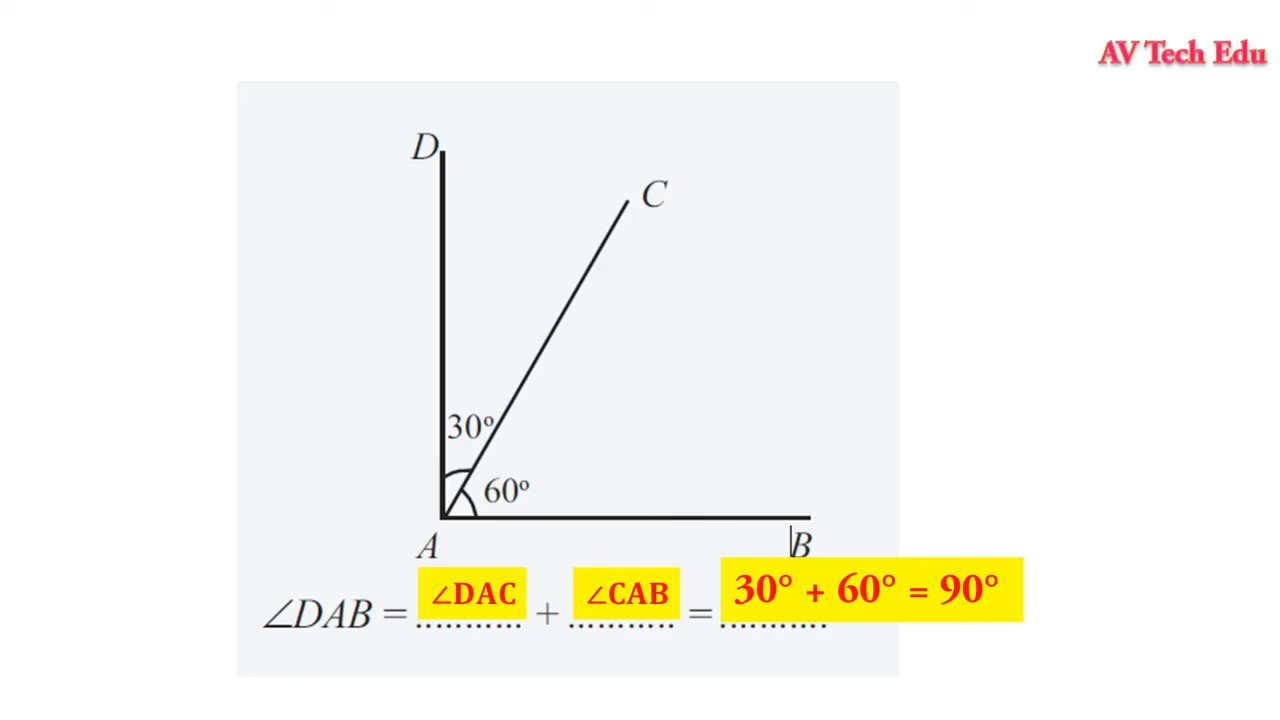 AV Tech Edu
D
C
30°
60°
A
B
∠DAB = ∠DAC + ∠CAB = 30° + 60° = 90°